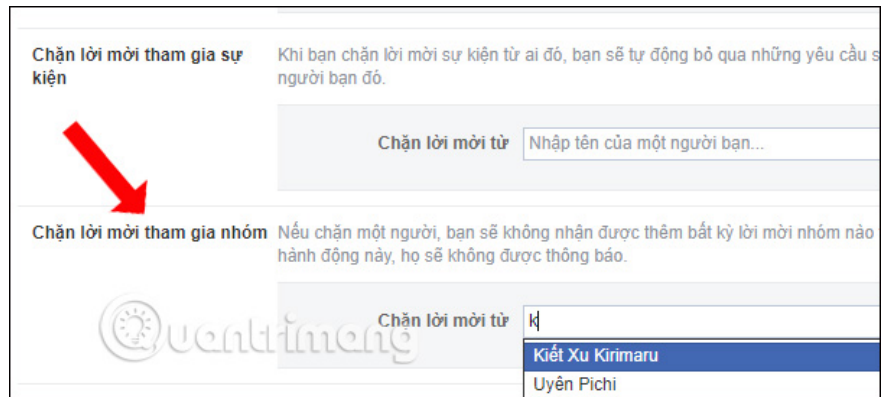 Chặn lời mời tham gia sự
kiện
Khi bạn chặn lời mời sự kiện từ ai đó, bạn sẽ tự động bỏ qua những yêu cầu
người bạn đó.
Chặn lời mời từ
Nhập tên của một người bạn...
Chặn lời mời tham gia nhóm
Nếu chặn một người, bạn sẽ không nhận được thêm bất kỳ lời mời nhóm nào
hành động này, họ sẽ không được thông báo.
Chặn lời mời từ
k
Kiết Xu Kirimaru
Uyên Pichi
Quantrimang